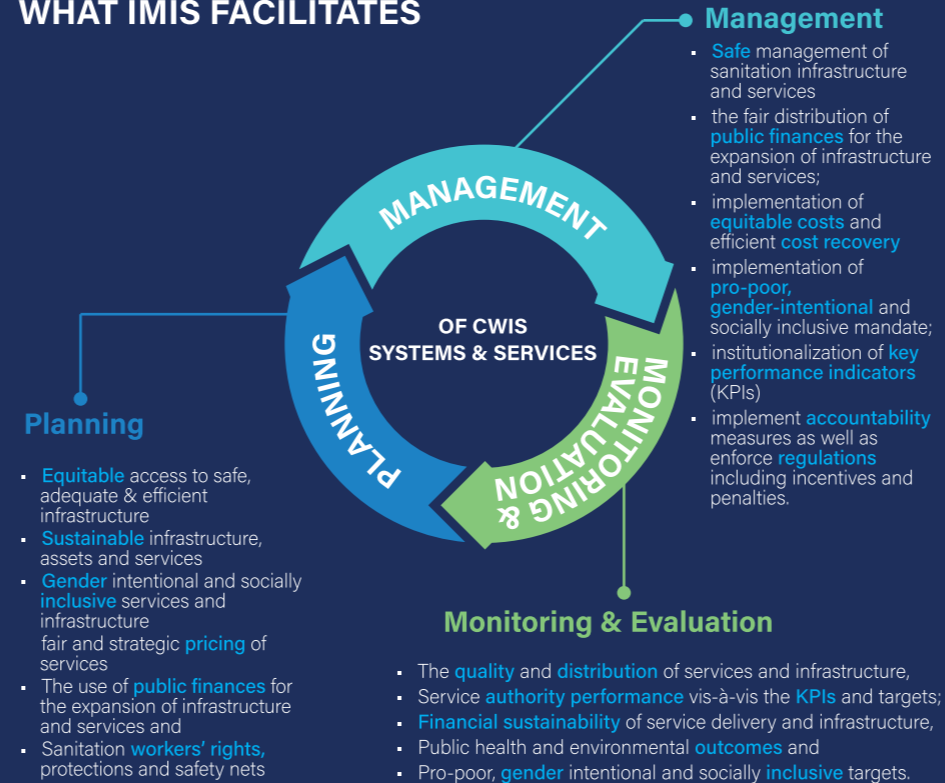 WHAT IMIS FACILITATES
Management
▪ Safe management of
sanitation infrastructure
and services
▪ the fair distribution of
public finances for the
expansion of infrastructure
and services;
▪ implementation of
equitable costs and
efficient cost recovery
▪ implementation of
pro-poor,
gender-intentional and
socially inclusive mandate;
▪ institutionalization of key
performance indicators
(KPIs)
▪ implement accountability
measures as well as
enforce regulations
including incentives and
penalties.
MANAGEMENT
OF CWIS
SYSTEMS & SERVICES
PLANNING
MONITORING &
EVALUATION
Planning
▪ Equitable access to safe,
adequate & efficient
infrastructure
▪ Sustainable infrastructure,
assets and services
▪ Gender intentional and socially
inclusive services and
infrastructure
fair and strategic pricing of
services
▪ The use of public finances for
the expansion of infrastructure
and services and
▪ Sanitation workers’ rights,
protections and safety nets
Monitoring & Evaluation
▪ The quality and distribution of services and infrastructure,
▪ Service authority performance vis-à-vis the KPIs and targets;
▪ Financial sustainability of service delivery and infrastructure,
▪ Public health and environmental outcomes and
▪ Pro-poor, gender intentional and socially inclusive targets.